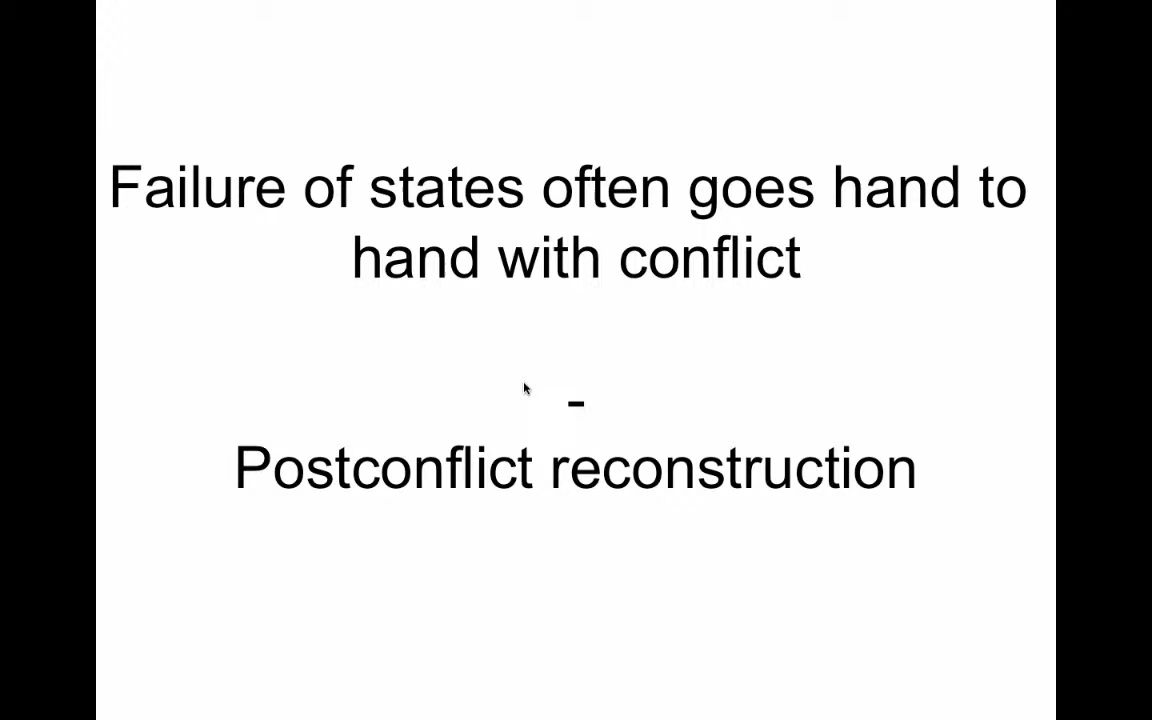 Failure of states often goes hand to
hand with conflict
-
Postconflict reconstruction